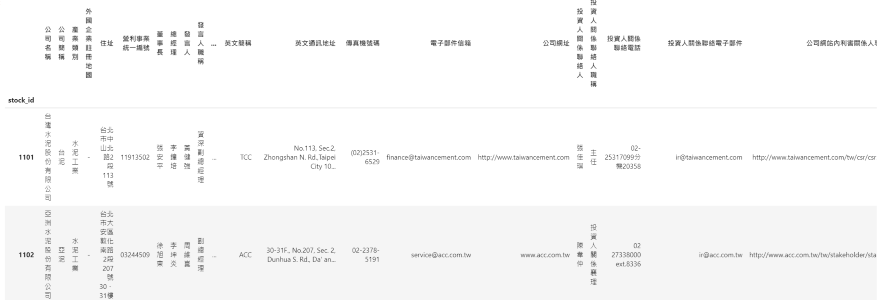 公司名稱 公司簡稱 產業類別 外國企業註冊地國 住址 營利事業統一編號 董事長 總經理 發言人 發言人職稱 ... 英文簡稱 英文通訊地址 傳真機號碼 電子郵件信箱 公司網址 投資人關係聯絡人 投資人關係聯絡人職稱 投資人關係聯絡電話 投資人關係聯絡電子郵件 公司網站內利害關係人
stock_id
1101 台灣水泥股份有限公司 台泥 水泥工業 - 台北市中山北路2段113號 11913502 張安平 李鐘培 黃健強 資深副總經理 ... TCC No.113, Sec.2, Zhongshan N. Rd.,Taipei City 10... (02)2531-6529 finance@taiwancement.com http://www.taiwancement.com 張佳琪 主任 02-25317099分機20358 ir@taiwancement.com http://www.taiwancement.com/tw/csr/csr
1102 亞洲水泥股份有限公司 亞泥 水泥工業 - 台北市大安區敦化南路2段207號30、31樓 03244509 徐旭東 李坤炎 周維崑 副總經理 ... ACC 30-31F., No.207, Sec. 2, Dunhua S. Rd., Da' an... 02-2378-5191 service@acc.com.tw www.acc.com.tw 陳韋仲 投資人關係襄理 02 27338000 ext.8336 ir@acc.com.tw http://www.acc.com.tw/tw/stakeholder/sta